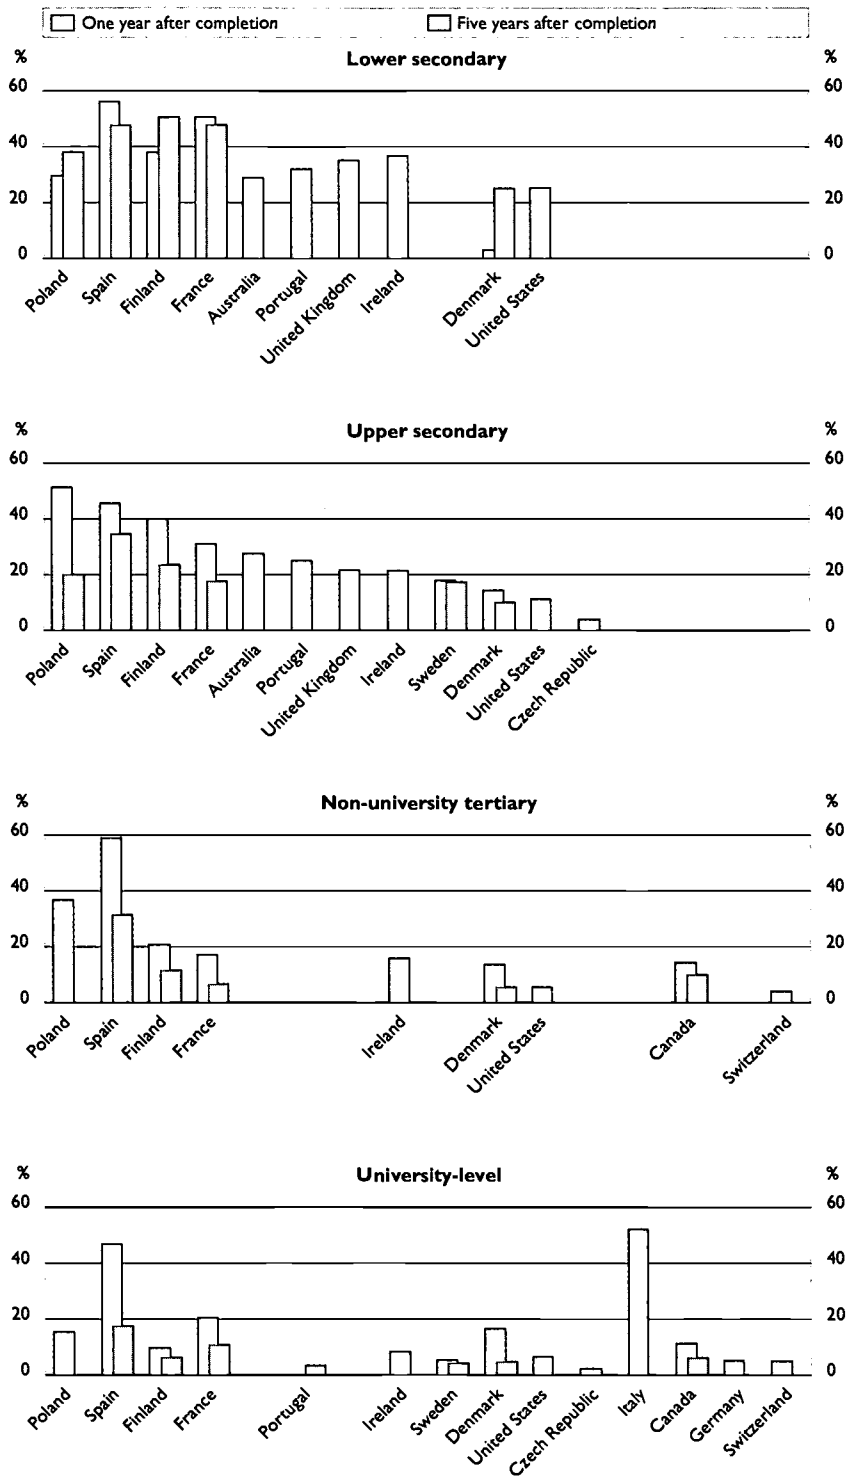 One year after completion Five years after completion
Lower secondary
% %
60 60
40 40
20 20
0 0
Poland Spain Finland France Australia Portugal United Kingdom Ireland Denmark United States
Upper secondary
% %
60 60
40 40
20 20
0 0
Poland Spain Finland France Australia Portugal United Kingdom Ireland Sweden Denmark United States Czech Republic
Non-university tertiary
% %
60 60
40 40
20 20
0 0
Poland Spain Finland France Ireland Denmark United States Canada Switzerland
University-level
% %
60 60
40 40
20 20
0 0
Poland Spain Finland France Portugal Ireland Sweden Denmark United States Czech Republic Italy Canada Germany Switzerland